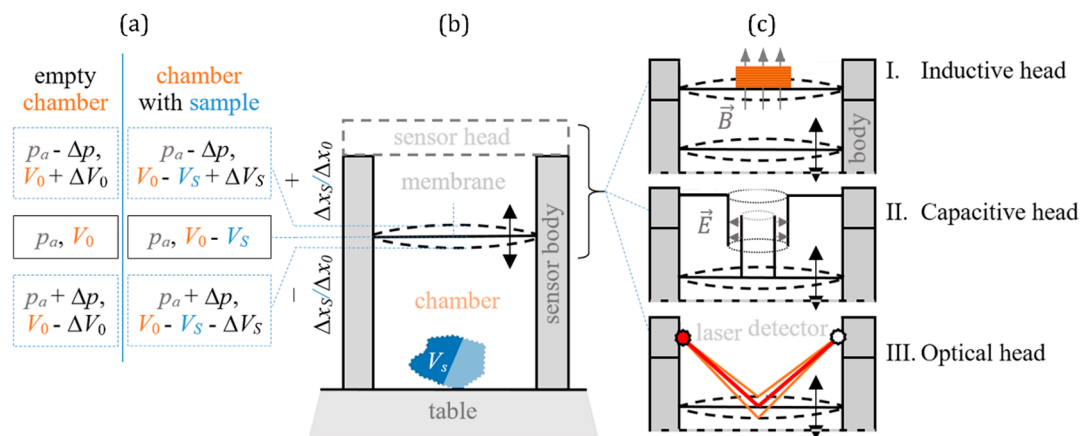 (a)
(b)
(c)
empty
chamber
chamber
with sample
pₐ - Δp,
V₀ + ΔV₀
pₐ - Δp,
V₀ - Vₛ + ΔVₛ
pₐ, V₀
pₐ, V₀ - Vₛ
pₐ + Δp,
V₀ - ΔV₀
pₐ + Δp,
V₀ - Vₛ - ΔVₛ
+
Δxₛ/Δx₀
−
Δxₛ/Δx₀
sensor head
membrane
chamber
Vₛ
sensor body
table
B⃗
body
I. Inductive head
E⃗
II. Capacitive head
laser detector
III. Optical head